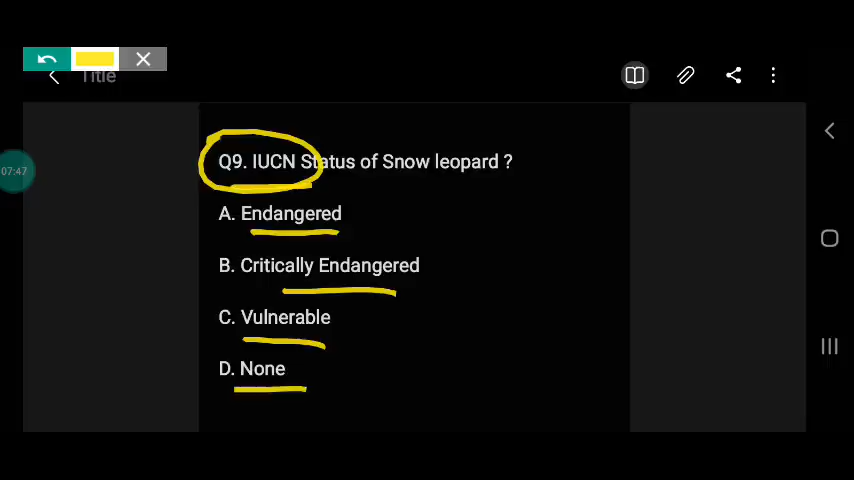 Title
07:47
Q9. IUCN Status of Snow leopard ?
A. Endangered
B. Critically Endangered
C. Vulnerable
D. None